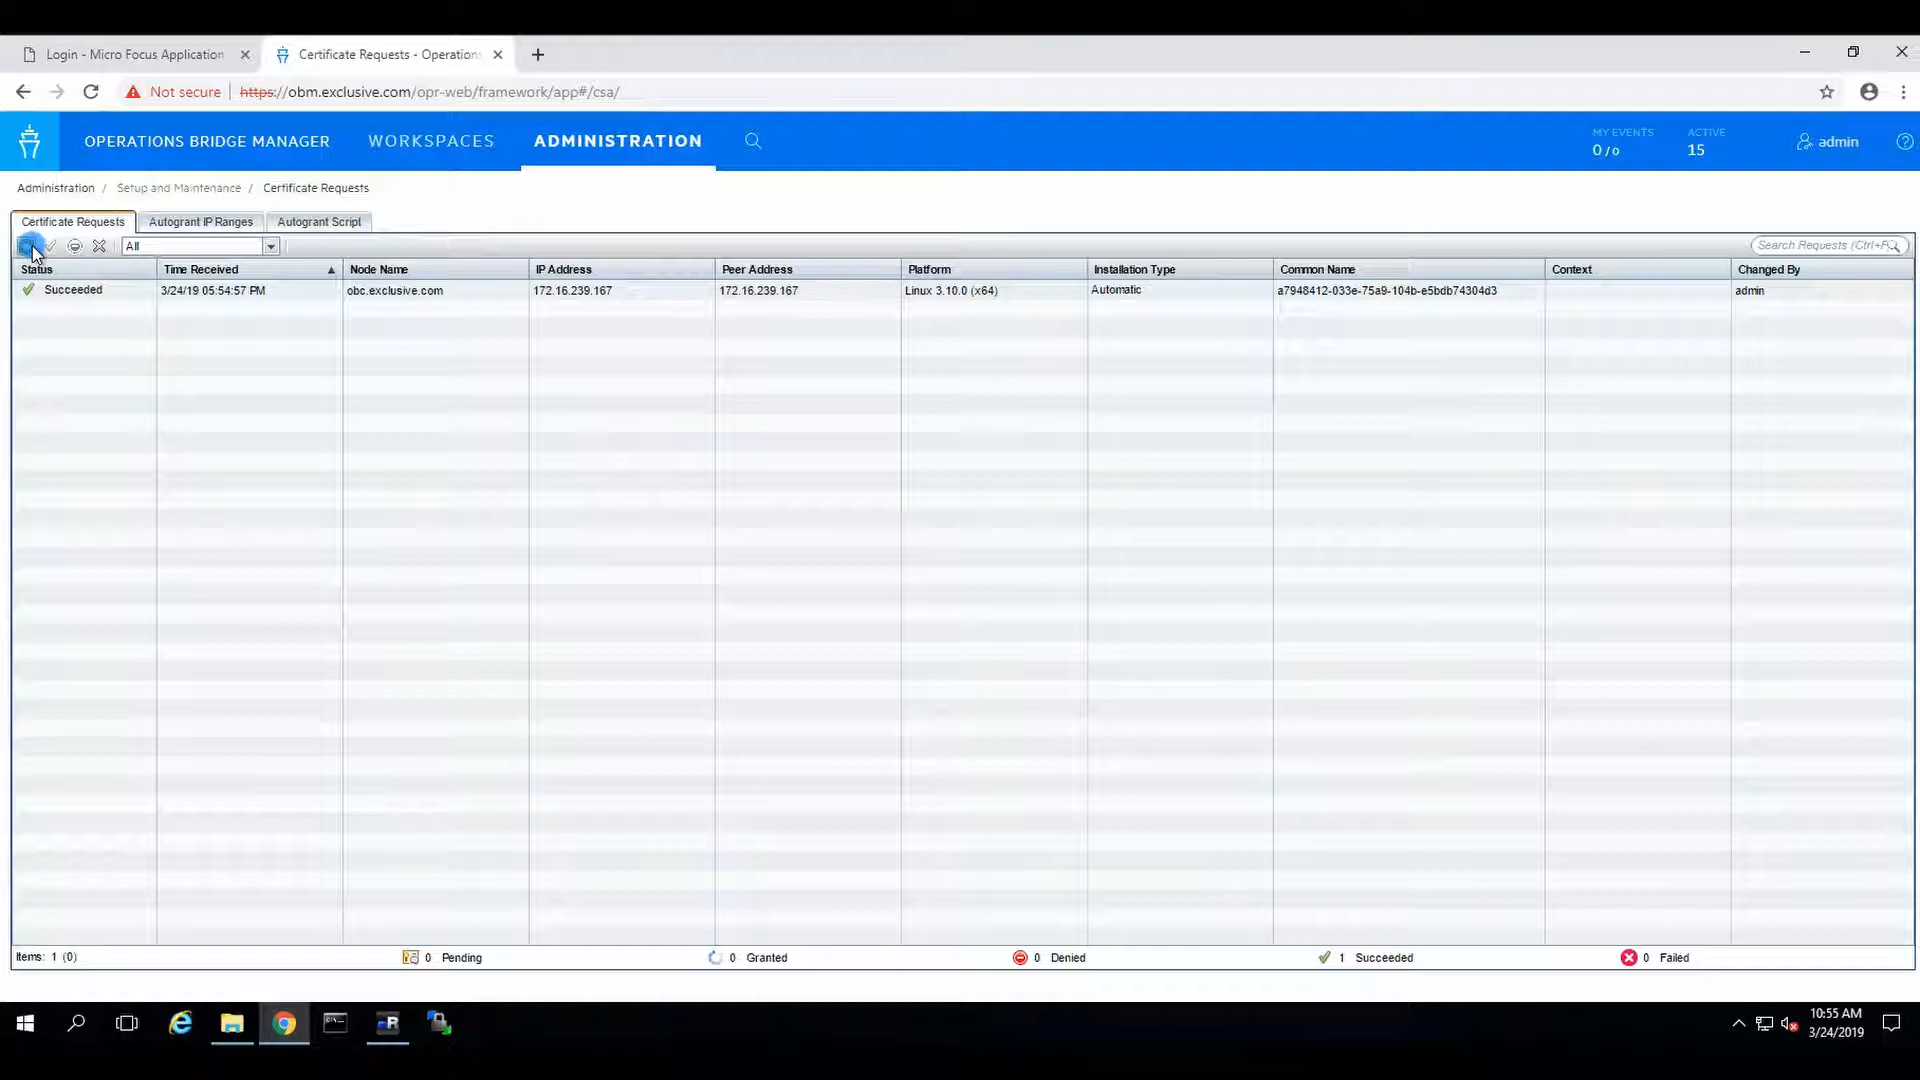 Login - Micro Focus Application
Certificate Requests - Operations
Not secure
https://obm.exclusive.com/opr-web/framework/app#/csa/
OPERATIONS BRIDGE MANAGER
WORKSPACES
ADMINISTRATION
MY EVENTS
0 / 0
ACTIVE
15
admin
Administration / Setup and Maintenance / Certificate Requests
Certificate Requests
Autogrant IP Ranges
Autogrant Script
All
Search Requests (Ctrl+F)
Status Time Received Node Name IP Address Peer Address Platform Installation Type Common Name Context Changed By
Succeeded 3/24/19 05:54:57 PM obc.exclusive.com 172.16.239.167 172.16.239.167 Linux 3.10.0 (x64) Automatic a7948412-033e-75a9-104b-e5bdb74304d3 admin
Items: 1 (0) 0 Pending 0 Granted 0 Denied 1 Succeeded 0 Failed
10:55 AM
3/24/2019